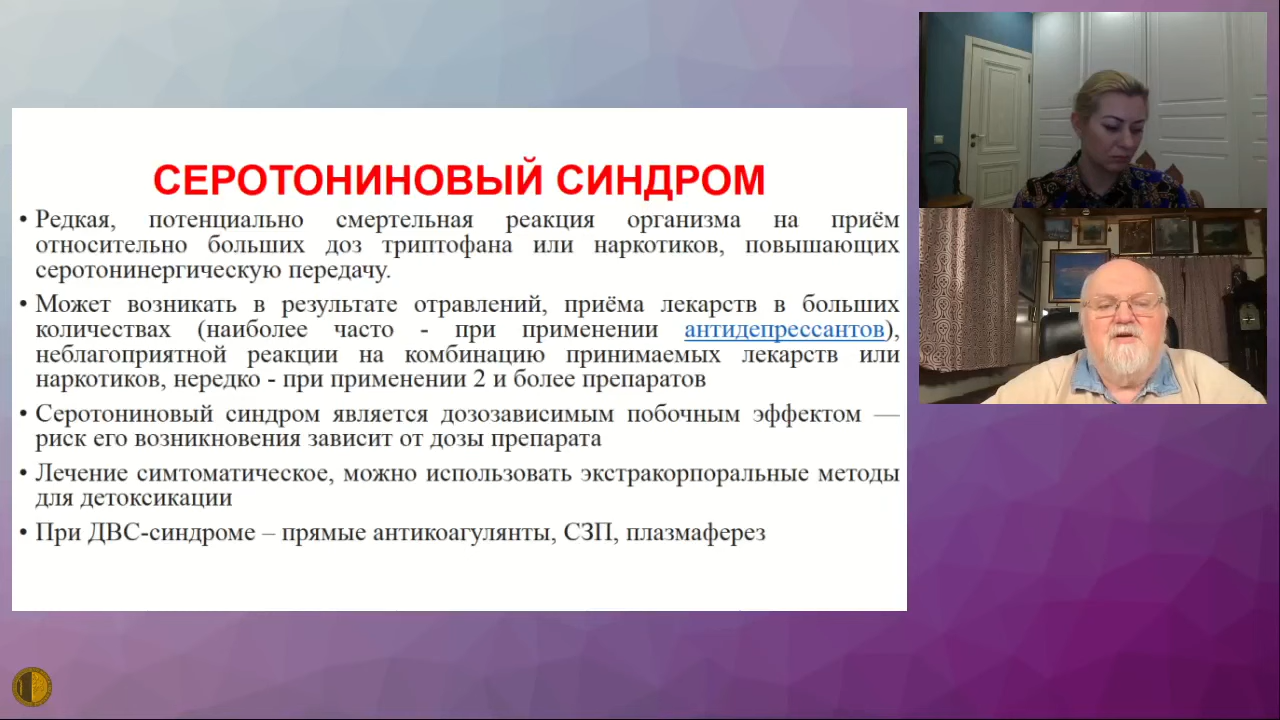 СЕРОТОНИНОВЫЙ СИНДРОМ
• Редкая, потенциально смертельная реакция организма на приём
относительно больших доз триптофана или наркотиков, повышающих
серотонинергическую передачу.
• Может возникать в результате отравлений, приёма лекарств в больших
количествах (наиболее часто - при применении антидепрессантов),
неблагоприятной реакции на комбинацию принимаемых лекарств или
наркотиков, нередко - при применении 2 и более препаратов
• Серотониновый синдром является дозозависимым побочным эффектом —
риск его возникновения зависит от дозы препарата
• Лечение симтоматическое, можно использовать экстракорпоральные методы
для детоксикации
• При ДВС-синдроме – прямые антикоагулянты, СЗП, плазмаферез